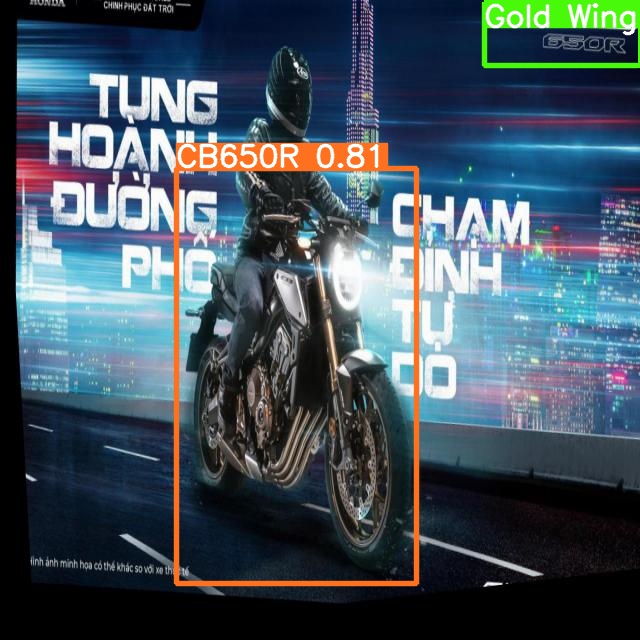 HONDA
CHINH PHỤC ĐẤT TRỜI
Gold Wing
650R
TUNG
HOÀNH
ĐƯỜNG
PHỐ
CB650R 0.81
CHẠM
ĐỈNH
TỰ
DO
Hình ảnh minh họa có thể khác so với xe thực tế